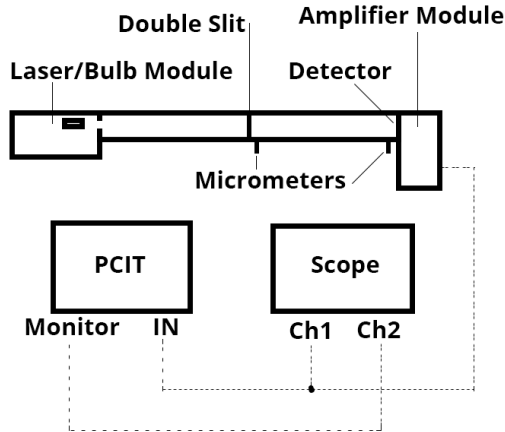 Amplifier Module
Double Slit
Laser/Bulb Module
Detector
Micrometers
PCIT
Scope
Monitor
IN
Ch1
Ch2